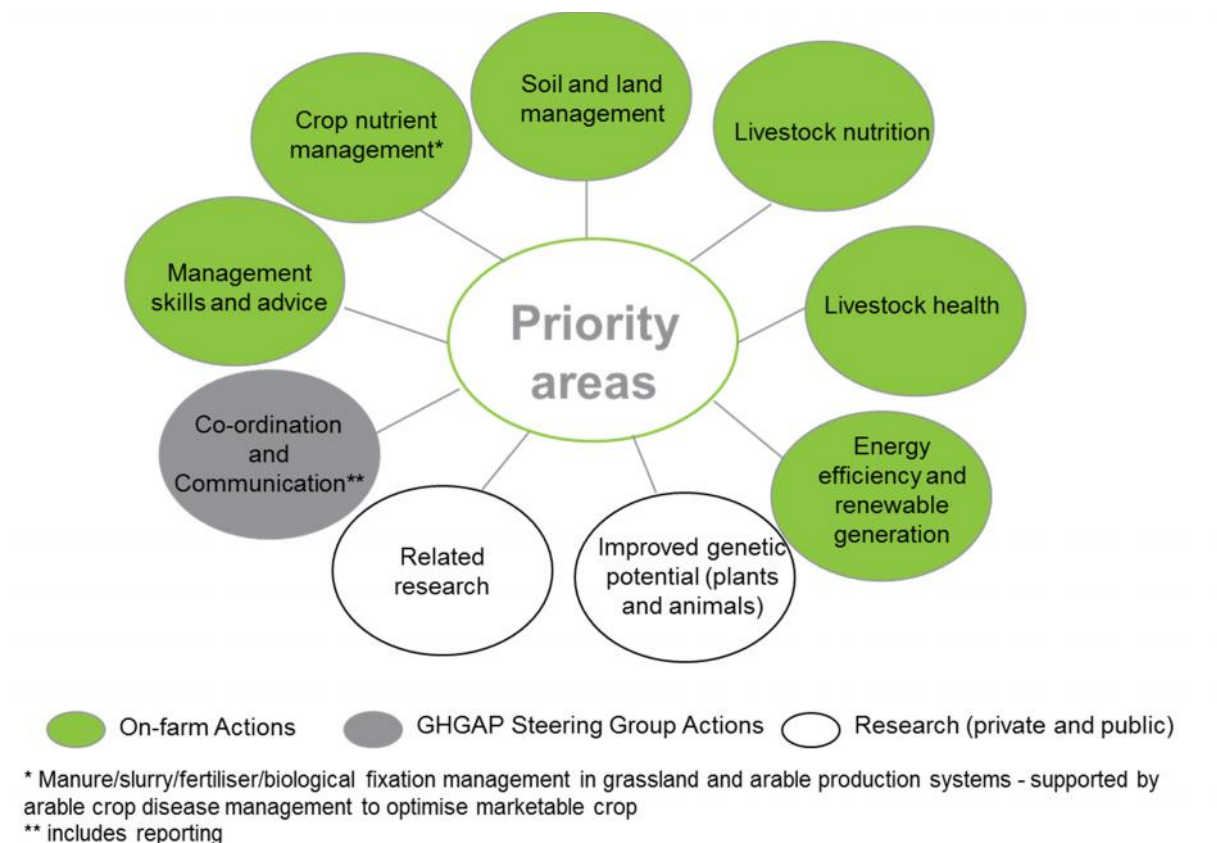 Soil and land
management
Crop nutrient
management*
Livestock nutrition
Management
skills and advice
Priority
areas
Livestock health
Co-ordination
and
Communication**
Energy
efficiency and
renewable
generation
Related
research
Improved genetic
potential (plants
and animals)
On-farm Actions
GHGAP Steering Group Actions
Research (private and public)
* Manure/slurry/fertiliser/biological fixation management in grassland and arable production systems - supported by
arable crop disease management to optimise marketable crop
** includes reporting